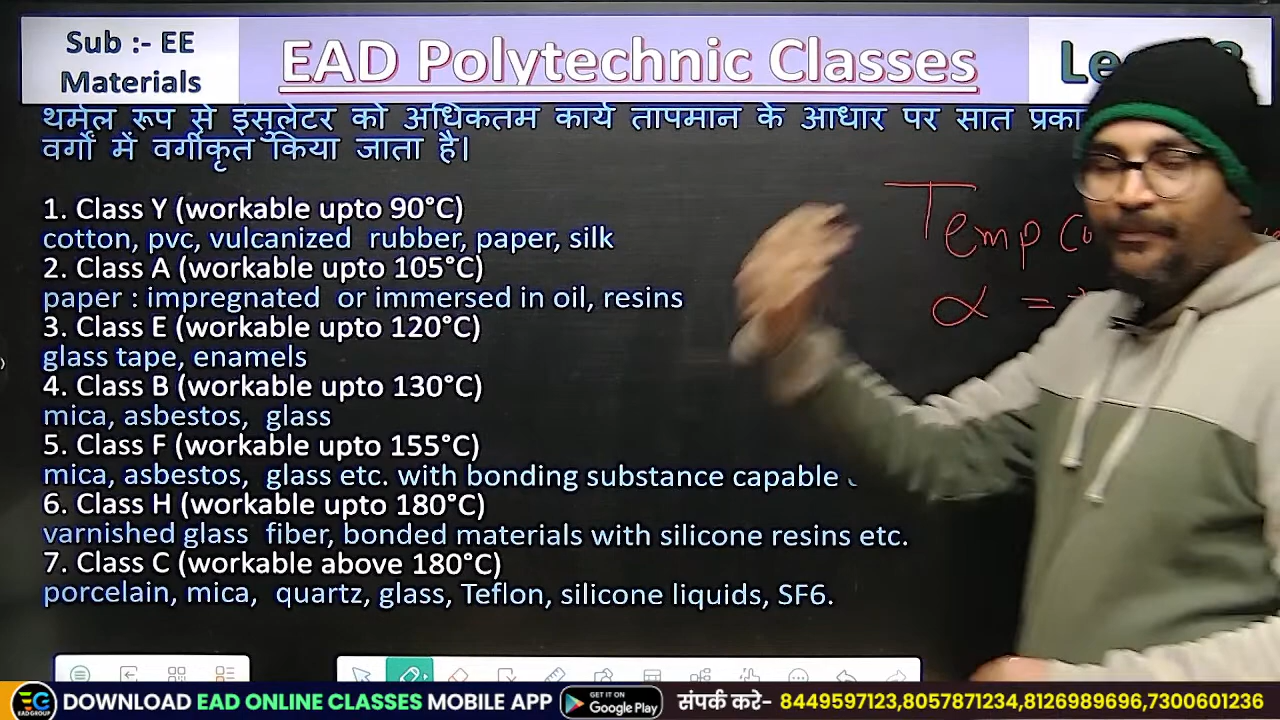 Sub :- EE
Materials
EAD Polytechnic Classes
थर्मल रूप से इंसुलेटर को अधिकतम कार्य तापमान के आधार पर सात
वर्गों में वर्गीकृत किया जाता है।
1. Class Y (workable upto 90°C)
cotton, pvc, vulcanized rubber, paper, silk
2. Class A (workable upto 105°C)
paper : impregnated or immersed in oil, resins
3. Class E (workable upto 120°C)
glass tape, enamels
4. Class B (workable upto 130°C)
mica, asbestos, glass
5. Class F (workable upto 155°C)
mica, asbestos, glass etc. with bonding substance capable
6. Class H (workable upto 180°C)
varnished glass fiber, bonded materials with silicone resins etc.
7. Class C (workable above 180°C)
porcelain, mica, quartz, glass, Teflon, silicone liquids, SF6.
Temp
α =
EG
EAD GROUP
DOWNLOAD EAD ONLINE CLASSES MOBILE APP
GET IT ON
Google Play
संपर्क करे- 8449597123,8057871234,8126989696,7300601236